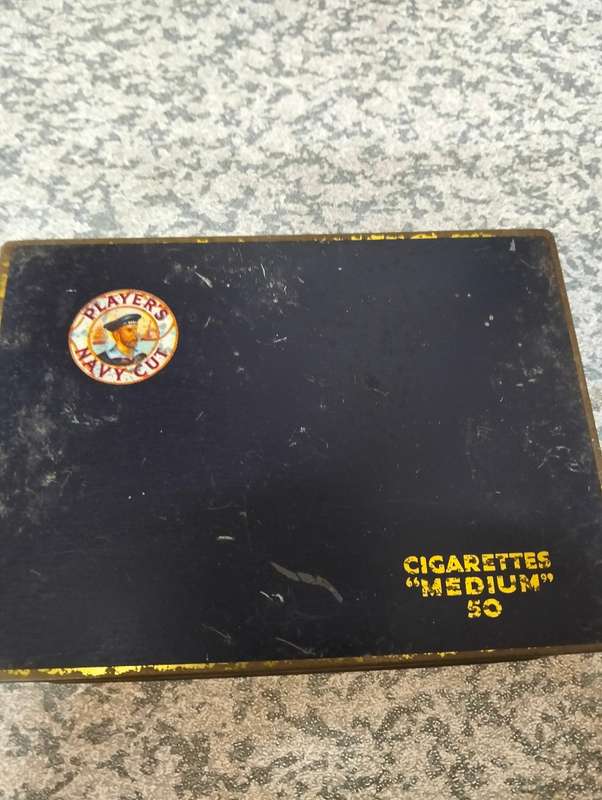 PLAYER'S
NAVY CUT
CIGARETTES
"MEDIUM"
50